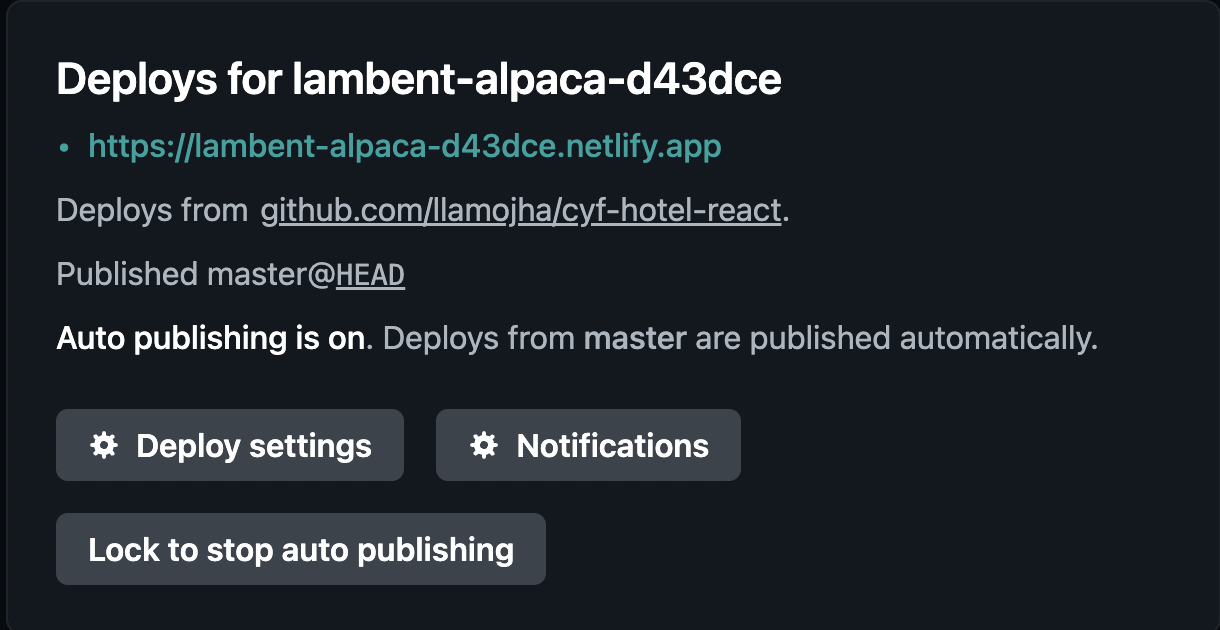 Deploys for lambent-alpaca-d43dce
• https://lambent-alpaca-d43dce.netlify.app
Deploys from github.com/llamojha/cyf-hotel-react.
Published master@HEAD
Auto publishing is on. Deploys from master are published automatically.
Deploy settings Notifications
Lock to stop auto publishing